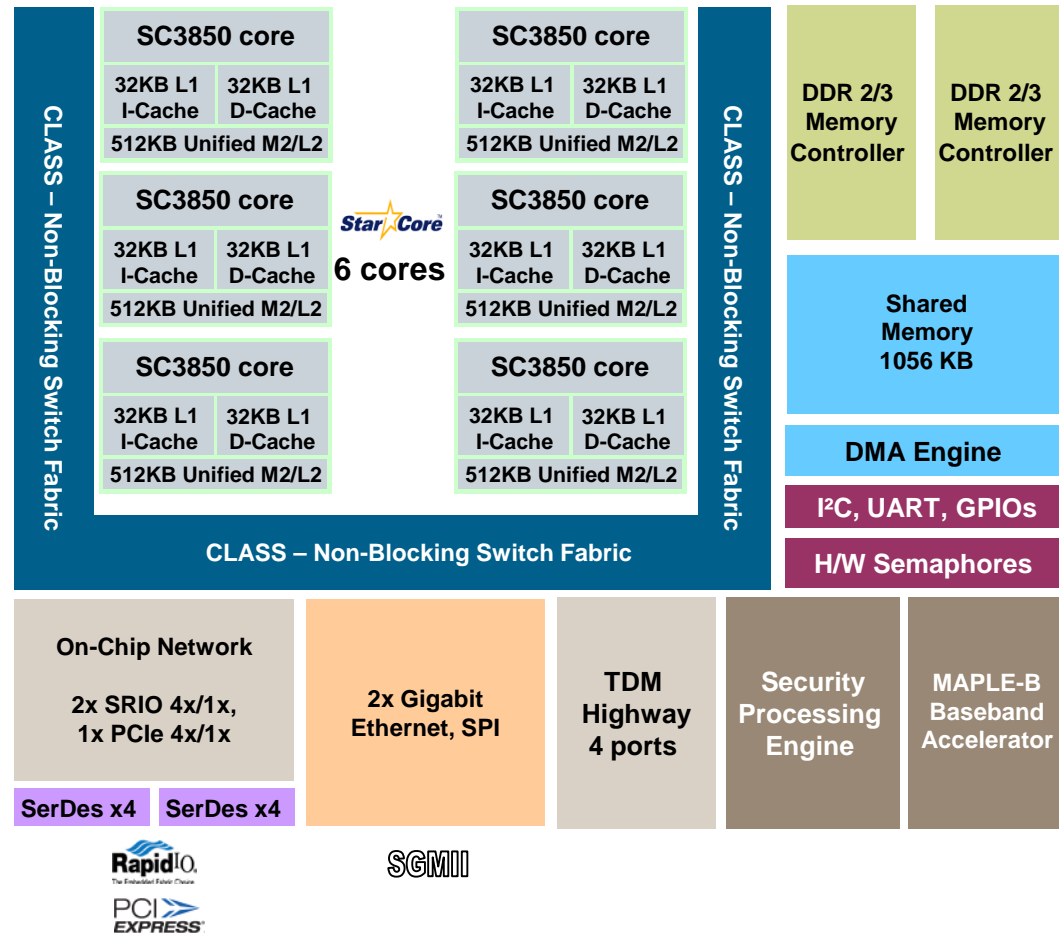 CLASS – Non-Blocking Switch Fabric
SC3850 core
32KB L1
I-Cache
32KB L1
D-Cache
512KB Unified M2/L2
SC3850 core
32KB L1
I-Cache
32KB L1
D-Cache
512KB Unified M2/L2
SC3850 core
32KB L1
I-Cache
32KB L1
D-Cache
512KB Unified M2/L2
StarCore™
6 cores
SC3850 core
32KB L1
I-Cache
32KB L1
D-Cache
512KB Unified M2/L2
SC3850 core
32KB L1
I-Cache
32KB L1
D-Cache
512KB Unified M2/L2
SC3850 core
32KB L1
I-Cache
32KB L1
D-Cache
512KB Unified M2/L2
CLASS – Non-Blocking Switch Fabric
CLASS – Non-Blocking Switch Fabric
DDR 2/3
Memory
Controller
DDR 2/3
Memory
Controller
Shared
Memory
1056 KB
DMA Engine
I²C, UART, GPIOs
H/W Semaphores
On-Chip Network
2x SRIO 4x/1x,
1x PCIe 4x/1x
SerDes x4
SerDes x4
2x Gigabit
Ethernet, SPI
TDM
Highway
4 ports
Security
Processing
Engine
MAPLE-B
Baseband
Accelerator
RapidIO.
The Embedded Fabric Choice
PCI
EXPRESS
SGMII